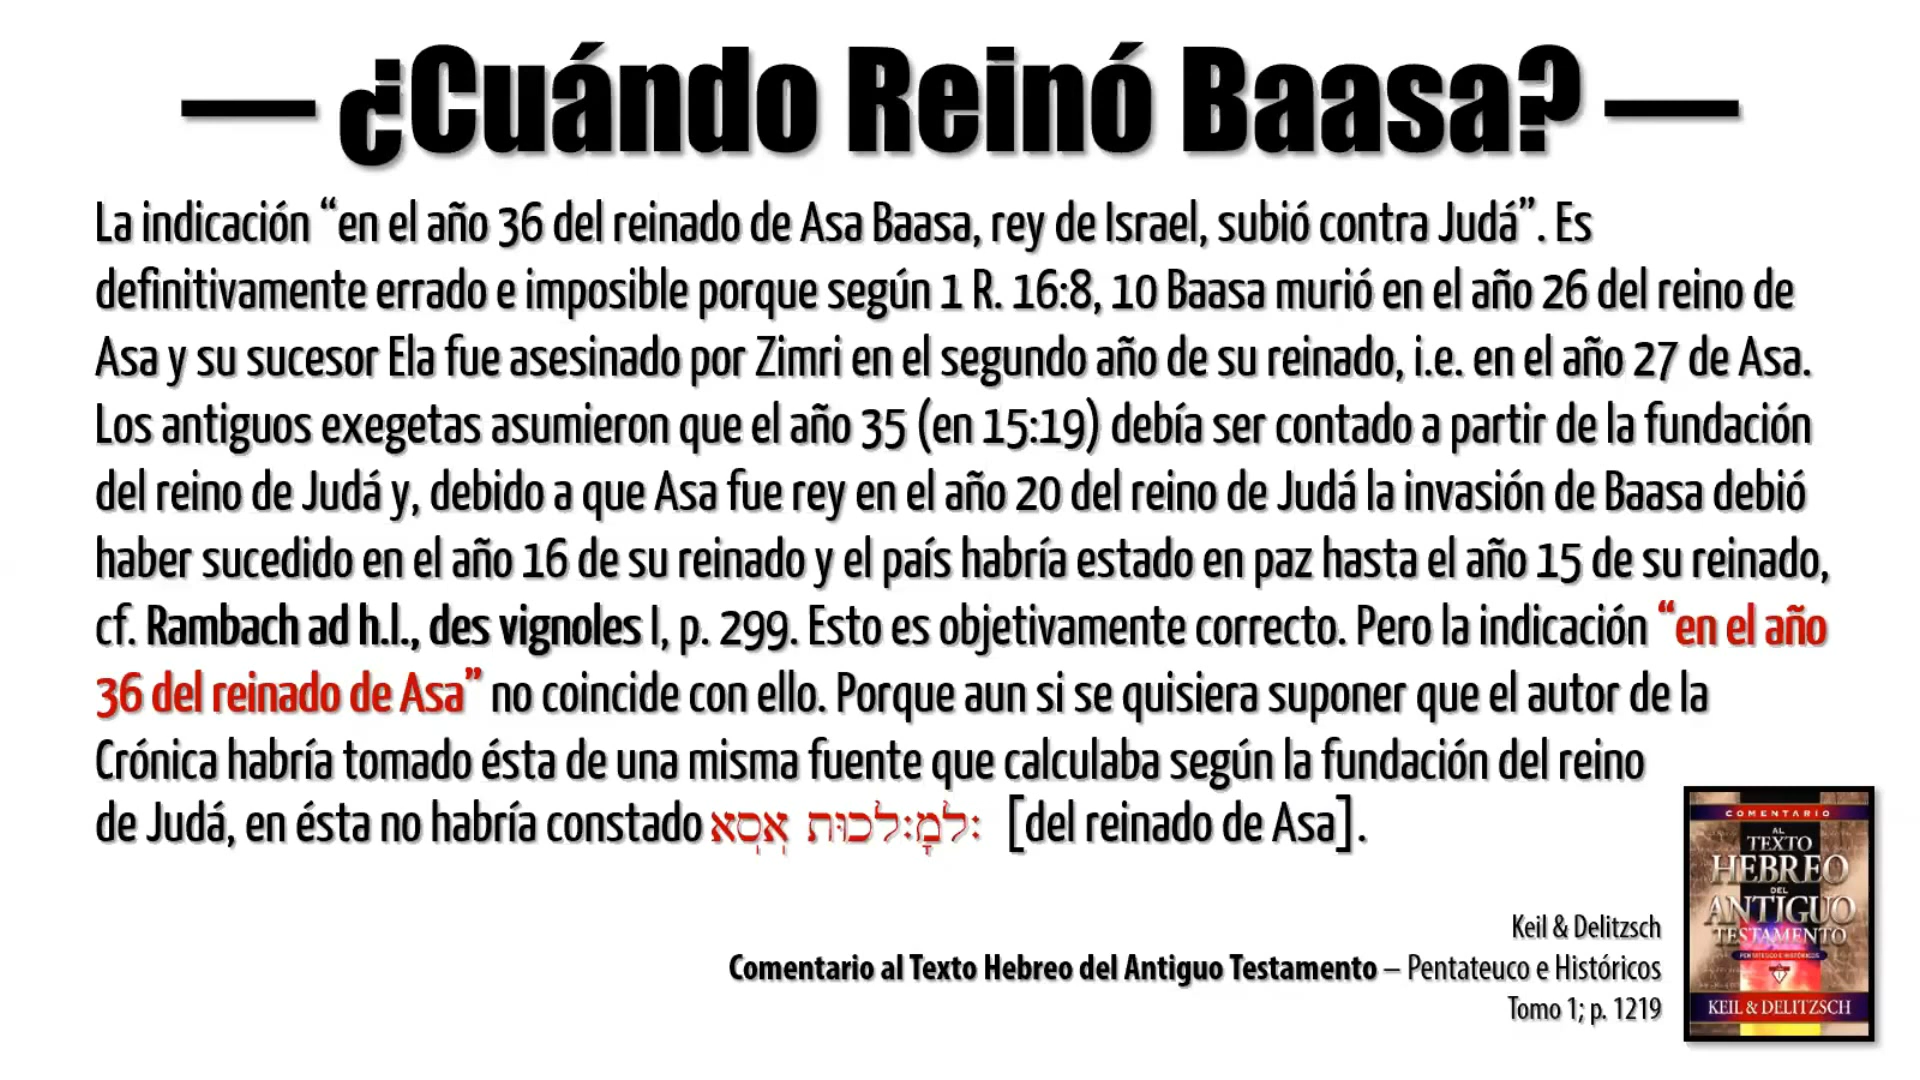 — ¿Cuándo Reinó Baasa? —
La indicación “en el año 36 del reinado de Asa Baasa, rey de Israel, subió contra Judá”. Es
definitivamente errado e imposible porque según 1 R. 16:8, 10 Baasa murió en el año 26 del reino de
Asa y su sucesor Ela fue asesinado por Zimri en el segundo año de su reinado, i.e. en el año 27 de Asa.
Los antiguos exegetas asumieron que el año 35 (en 15:19) debía ser contado a partir de la fundación
del reino de Judá y, debido a que Asa fue rey en el año 20 del reino de Judá la invasión de Baasa debió
haber sucedido en el año 16 de su reinado y el país habría estado en paz hasta el año 15 de su reinado,
cf. Rambach ad h.l., des vignoles I, p. 299. Esto es objetivamente correcto. Pero la indicación “en el año
36 del reinado de Asa” no coincide con ello. Porque aun si se quisiera suponer que el autor de la
Crónica habría tomado ésta de una misma fuente que calculaba según la fundación del reino
de Judá, en ésta no habría constado :למָ:לכות אֲסָא [del reinado de Asa].
Keil & Delitzsch
Comentario al Texto Hebreo del Antiguo Testamento – Pentateuco e Históricos
Tomo 1; p. 1219
COMENTARIO
AL
TEXTO
HEBREO
DEL
ANTIGUO
TESTAMENTO
PENTATEUCO E HISTÓRICOS
KEIL & DELITZSCH